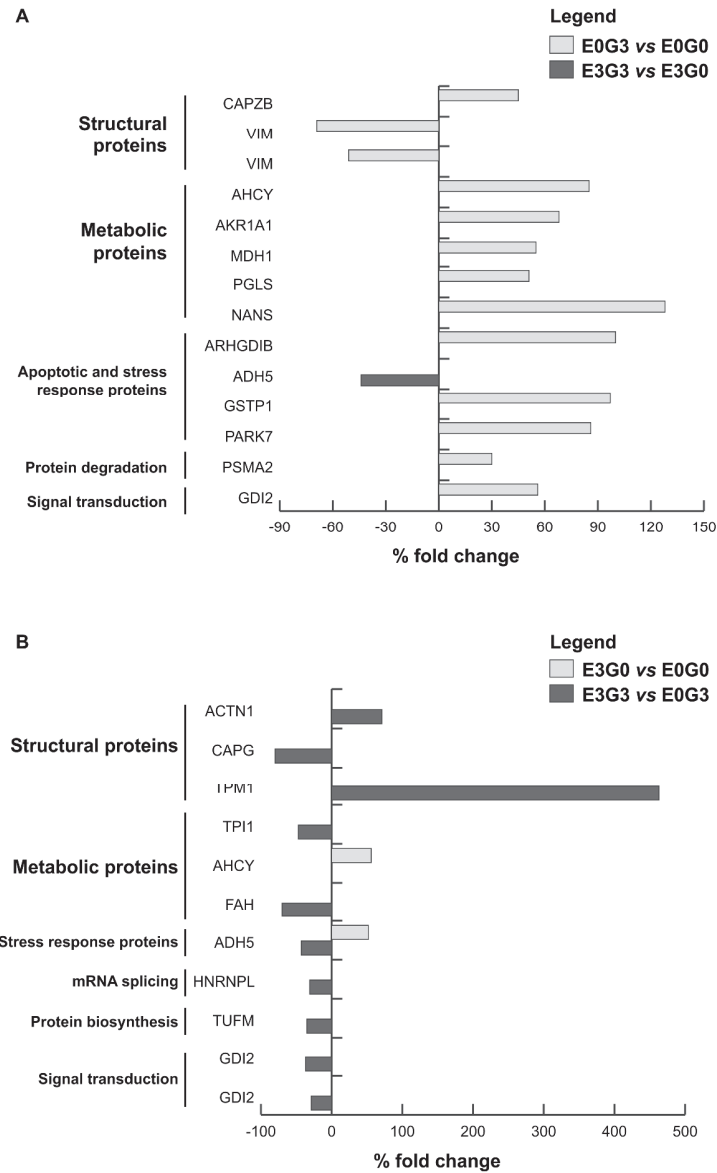 A
Legend
E0G3 vs E0G0
E3G3 vs E3G0
Structural
proteins
CAPZB
VIM
VIM
Metabolic
proteins
AHCY
AKR1A1
MDH1
PGLS
NANS
Apoptotic and stress
response proteins
ARHGDIB
ADH5
GSTP1
PARK7
Protein degradation
PSMA2
Signal transduction
GDI2
-90 -60 -30 0 30 60 90 120 150
% fold change
B
Legend
E3G0 vs E0G0
E3G3 vs E0G3
Structural proteins
ACTN1
CAPG
TPM1
Metabolic proteins
TPI1
AHCY
FAH
Stress response proteins
ADH5
mRNA splicing
HNRNPL
Protein biosynthesis
TUFM
Signal transduction
GDI2
GDI2
-100 0 100 200 300 400 500
% fold change